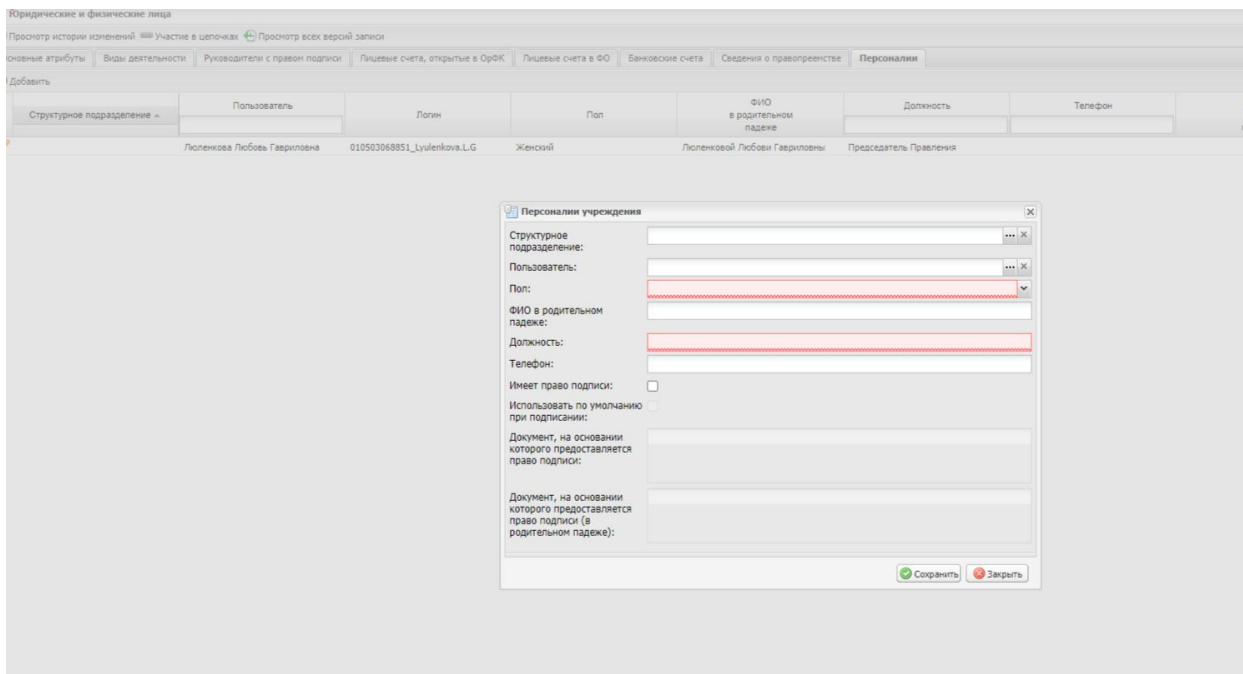 Юридические и физические лица
Просмотр истории изменений Участие в цепочках Просмотр всех версий записи
сновные атрибуты Виды деятельности Руководители с правом подписи Лицевые счета, открытые в ОрФК Лицевые счета в ФО Банковские счета Сведения о правопреенстве Персоналии
Добавить
Структурное подразделение Пользователь Логин Пол ФИО в родительном падеже Должность Телефон
Люленкова Любовь Гавриловна 010503068851_Lyulenkova.L.G Женский Люленковой Любови Гавриловны Председатель Правления
Персоналии учреждения
Структурное
подразделение:
Пользователь:
Пол:
ФИО в родительном
падеже:
Должность:
Телефон:
Имеет право подписи:
Использовать по умолчанию
при подписании:
Документ, на основании
которого предоставляется
право подписи:
Документ, на основании
которого предоставляется
право подписи (в
родительном падеже):
Сохранить Закрыть